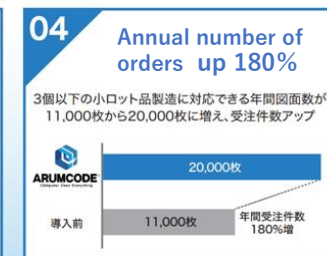 04
Annual number of
orders up 180%
3個以下の小ロット品製造に対応できる年間図面数が
11,000枚から20,000枚に増え、受注件数アップ
ARUMCODE
Computer Does Everything
20,000枚
導入前
11,000枚
年間受注件数
180%増